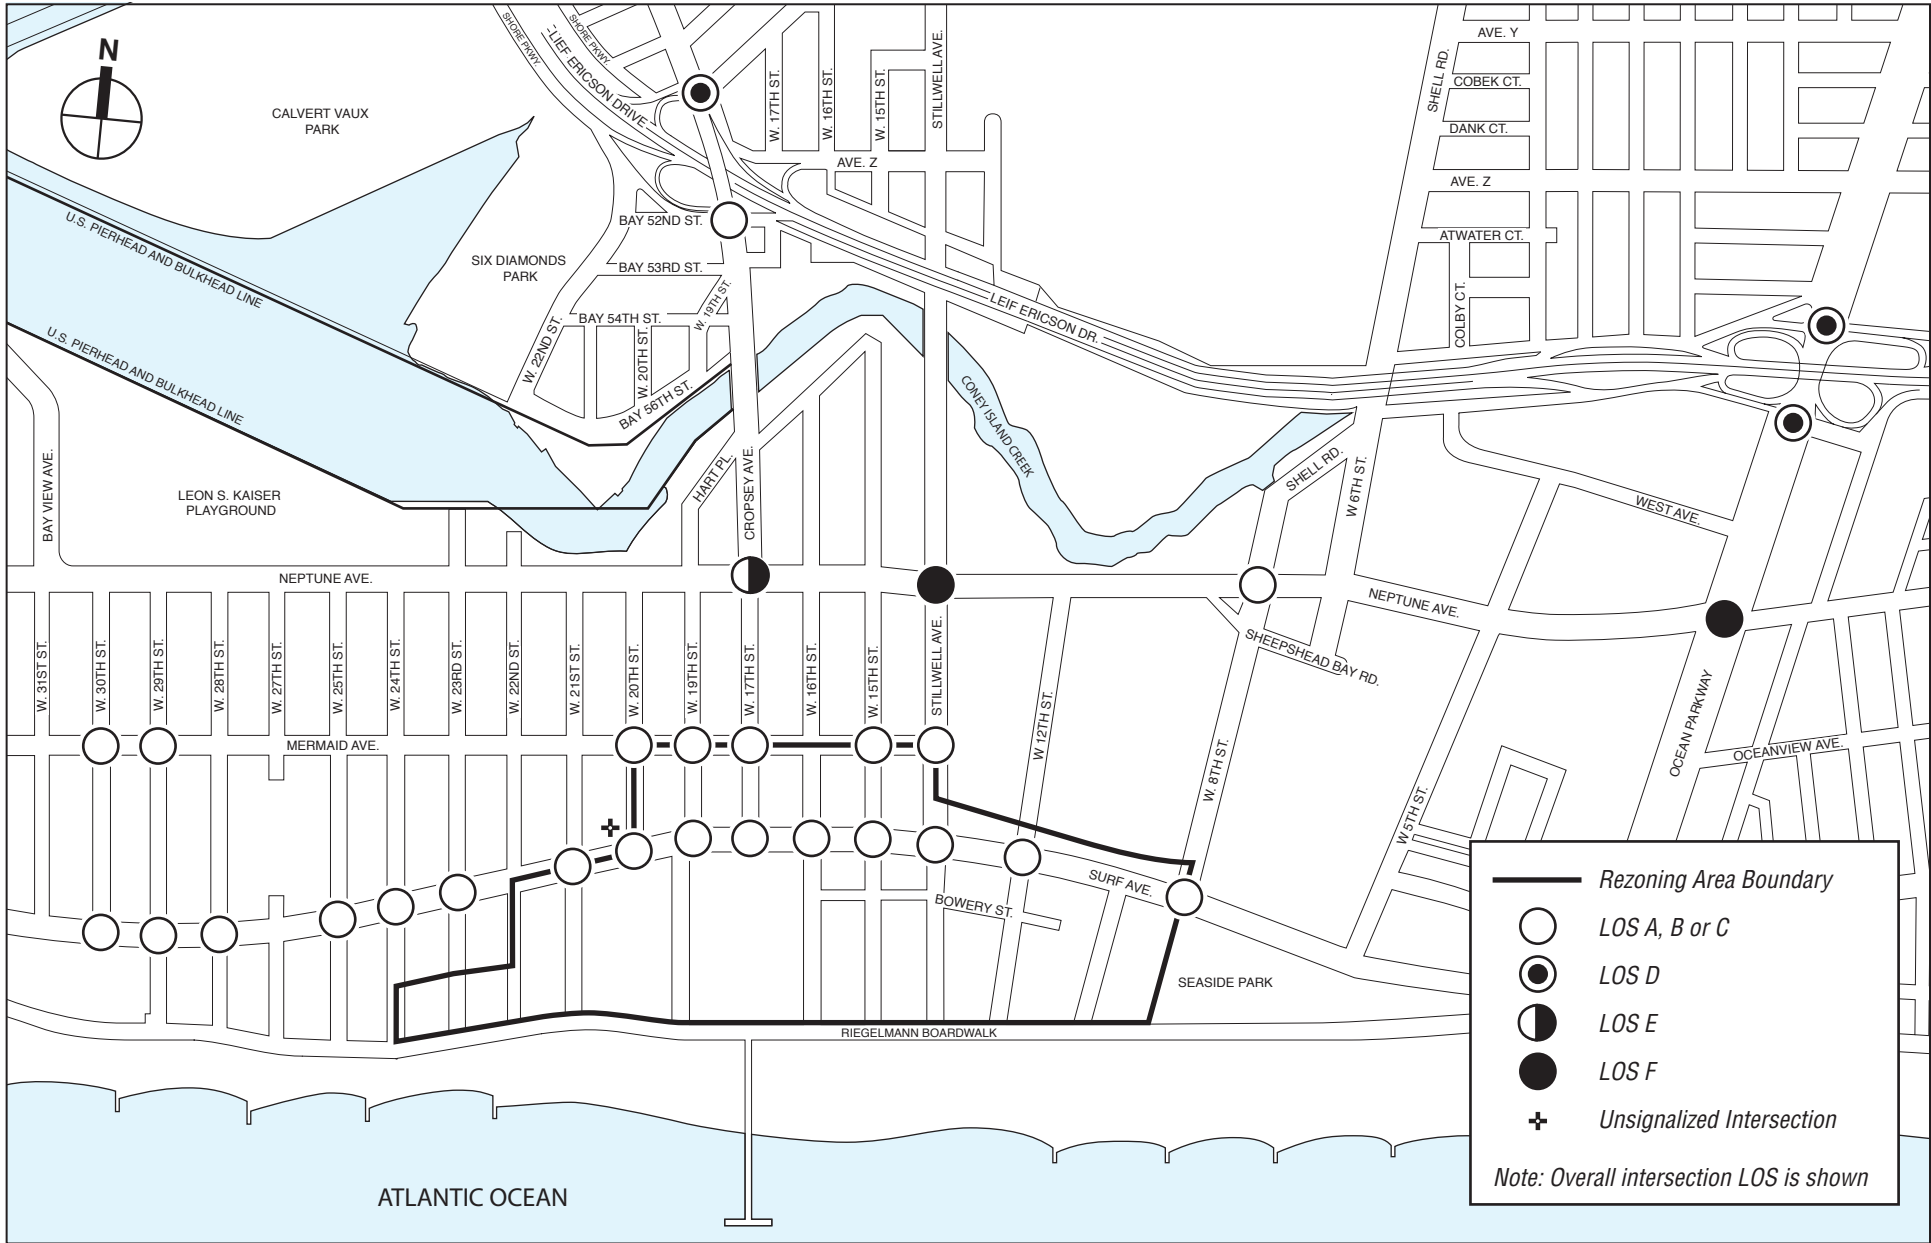 N
CALVERT VAUX
PARK
SHORE PKWY.
LIEF ERICSON DRIVE
SHORE PKWY.
W. 17TH ST.
W. 16TH ST.
W. 15TH ST.
STILLWELL AVE.
AVE. Z
SHELL RD.
AVE. Y
COBEK CT.
DANK CT.
AVE. Z
ATWATER CT.
COLBY CT.
U.S. PIERHEAD AND BULKHEAD LINE
U.S. PIERHEAD AND BULKHEAD LINE
SIX DIAMONDS
PARK
BAY 52ND ST.
BAY 53RD ST.
BAY 54TH ST.
W. 19TH ST.
W. 22ND ST.
W. 20TH ST.
BAY 56TH ST.
LEIF ERICSON DR.
CONEY ISLAND CREEK
BAY VIEW AVE.
LEON S. KAISER
PLAYGROUND
HART PL.
CROPSEY AVE.
SHELL RD.
W 6TH ST.
WEST AVE.
NEPTUNE AVE.
NEPTUNE AVE.
SHEEPSHEAD BAY RD.
W. 31ST ST.
W. 30TH ST.
W. 29TH ST.
W. 28TH ST.
W. 27TH ST.
W. 25TH ST.
W. 24TH ST.
W. 23RD ST.
W. 22ND ST.
W. 21ST ST.
W. 20TH ST.
W. 19TH ST.
W. 17TH ST.
W. 16TH ST.
W. 15TH ST.
STILLWELL AVE.
W 12TH ST.
W. 8TH ST.
W 5TH ST.
OCEAN PARKWAY
OCEANVIEW AVE.
MERMAID AVE.
SURF AVE.
BOWERY ST.
SEASIDE PARK
RIEGELMANN BOARDWALK
ATLANTIC OCEAN
Rezoning Area Boundary
LOS A, B or C
LOS D
LOS E
LOS F
Unsignalized Intersection
Note: Overall intersection LOS is shown